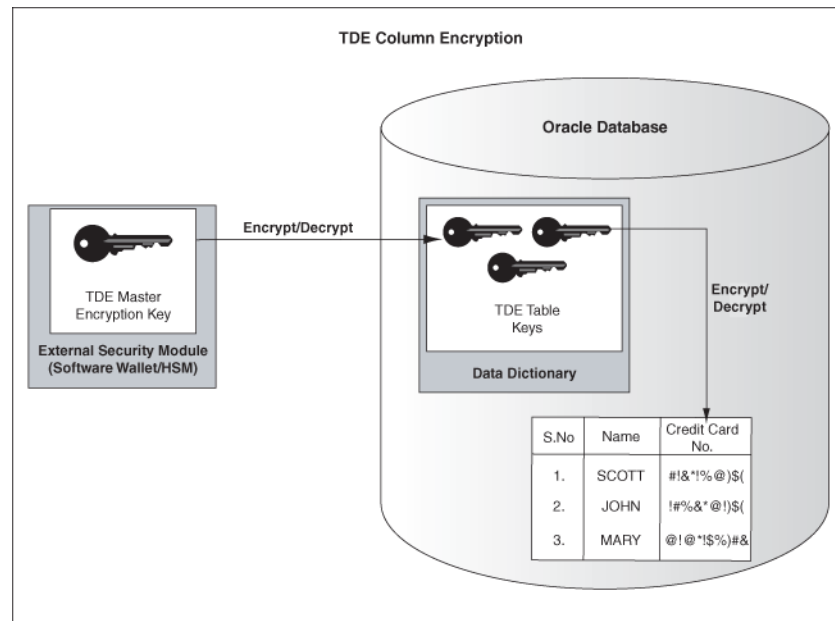 TDE Column Encryption
Oracle Database
Encrypt/Decrypt
TDE Master
Encryption Key
External Security Module
(Software Wallet/HSM)
TDE Table
Keys
Data Dictionary
Encrypt/
Decrypt
S.No Name Credit Card
No.
1. SCOTT #!&*!%@)$(
2. JOHN !#%&*@!)$(
3. MARY @!@*!$%)#&